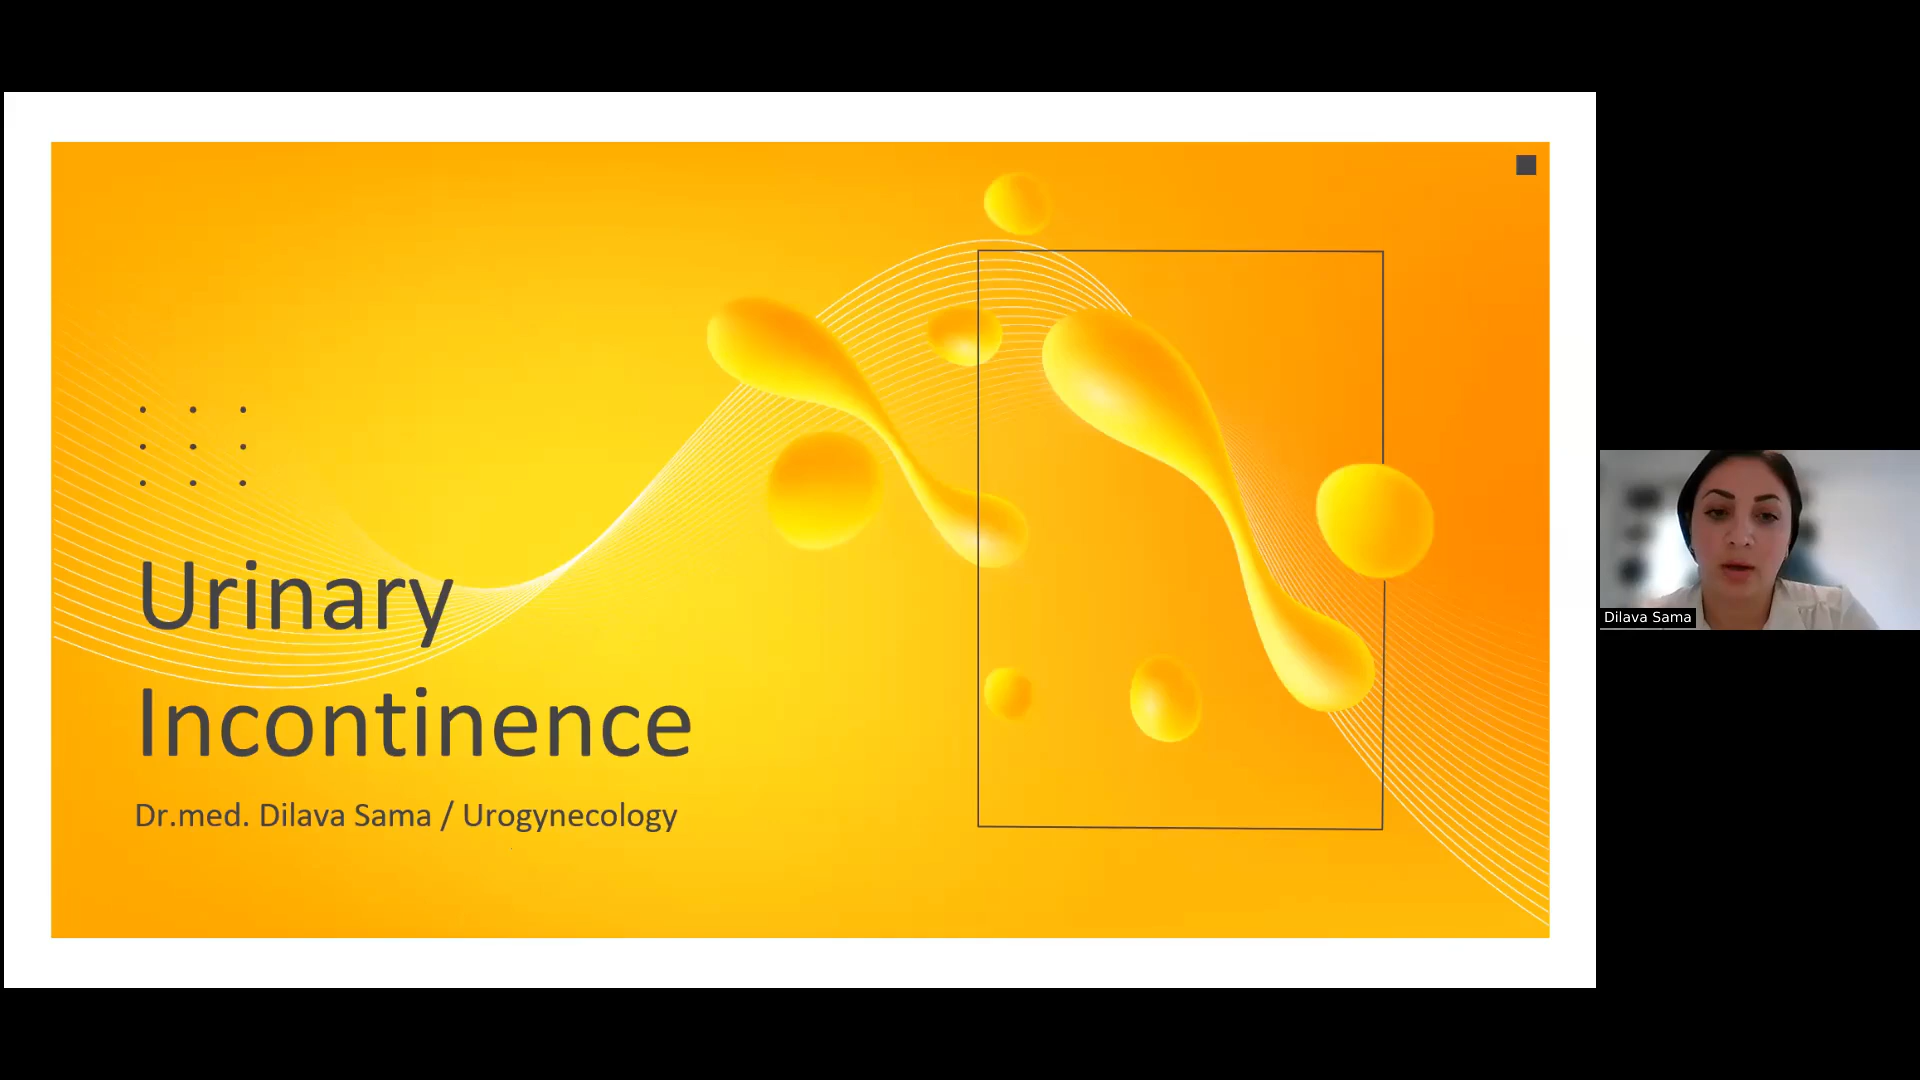 Urinary
Incontinence
Dr.med. Dilava Sama / Urogynecology
Dilava Sama